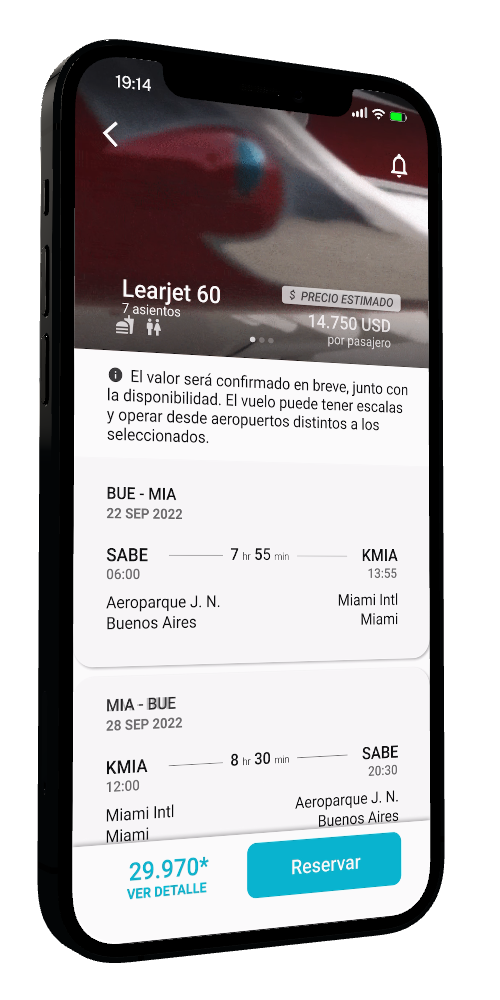 19:14
Learjet 60
7 asientos
$ PRECIO ESTIMADO
14.750 USD
por pasajero
El valor será confirmado en breve, junto con
la disponibilidad. El vuelo puede tener escalas
y operar desde aeropuertos distintos a los
seleccionados.
BUE - MIA
22 SEP 2022
SABE 7 hr 55 min KMIA
06:00 13:55
Aeroparque J. N. Miami Intl
Buenos Aires Miami
MIA - BUE
28 SEP 2022
KMIA 8 hr 30 min SABE
12:00 20:30
Miami Intl Aeroparque J. N.
Miami Buenos Aires
29.970* Reservar
VER DETALLE